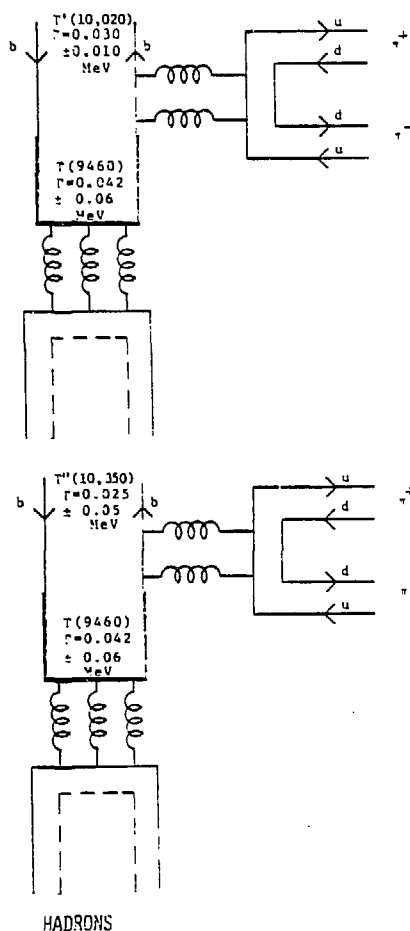 T'(10,020)
b Γ=0.030 b
±0.010
MeV
u
d
π+
d
π-
u
T(9460)
Γ=0.042
± 0.06
MeV
T"(10,350)
b Γ=0.025 b
± 0.05
MeV
u
d
π+
d
π
u
T(9460)
Γ=0.042
± 0.06
MeV
HADRONS